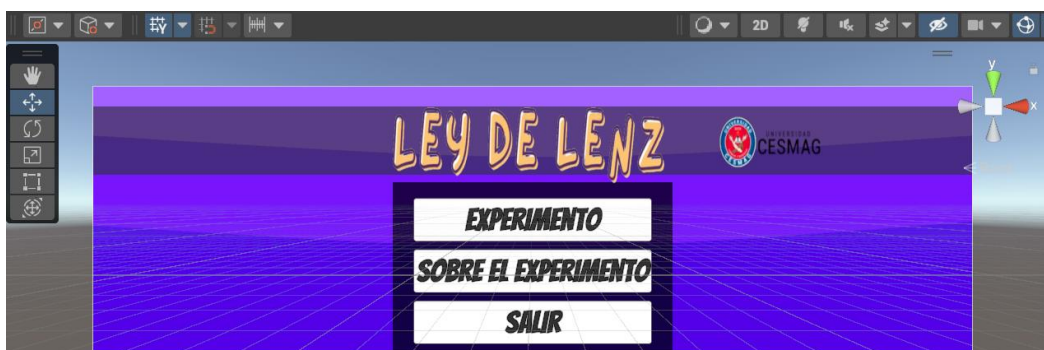 2D
y
x
LEY DE LENZ
UNIVERSIDAD
CESMAG
EXPERIMENTO
SOBRE EL EXPERIMENTO
SALIR